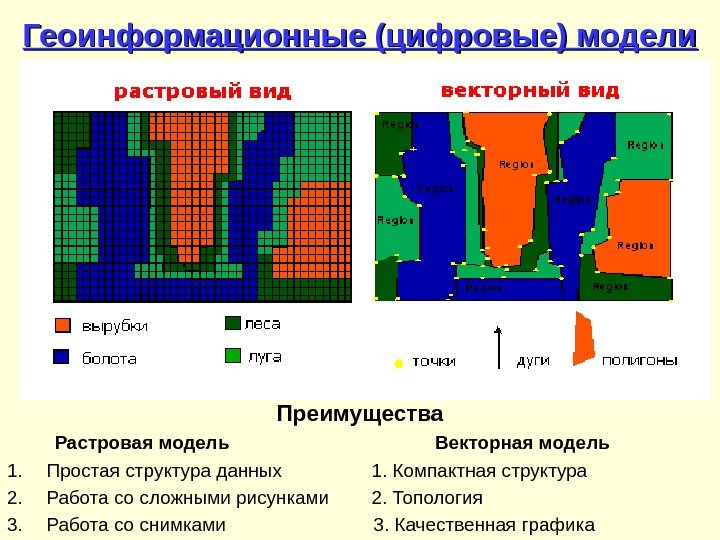 Геоинформационные (цифровые) модели
растровый вид
векторный вид
Region
Region
Region
Region
Region
Region
Region
Region
Region
вырубки
леса
болота
луга
точки
дуги
полигоны
Преимущества
Растровая модель
Векторная модель
1. Простая структура данных
1. Компактная структура
2. Работа со сложными рисунками
2. Топология
3. Работа со снимками
3. Качественная графика